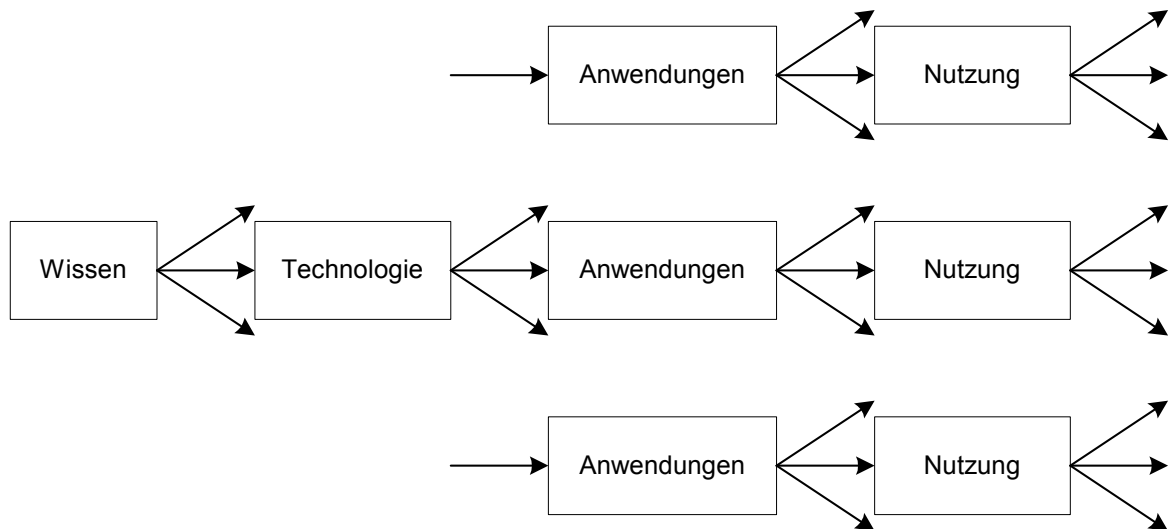 Anwendungen
Nutzung
Wissen
Technologie
Anwendungen
Nutzung
Anwendungen
Nutzung